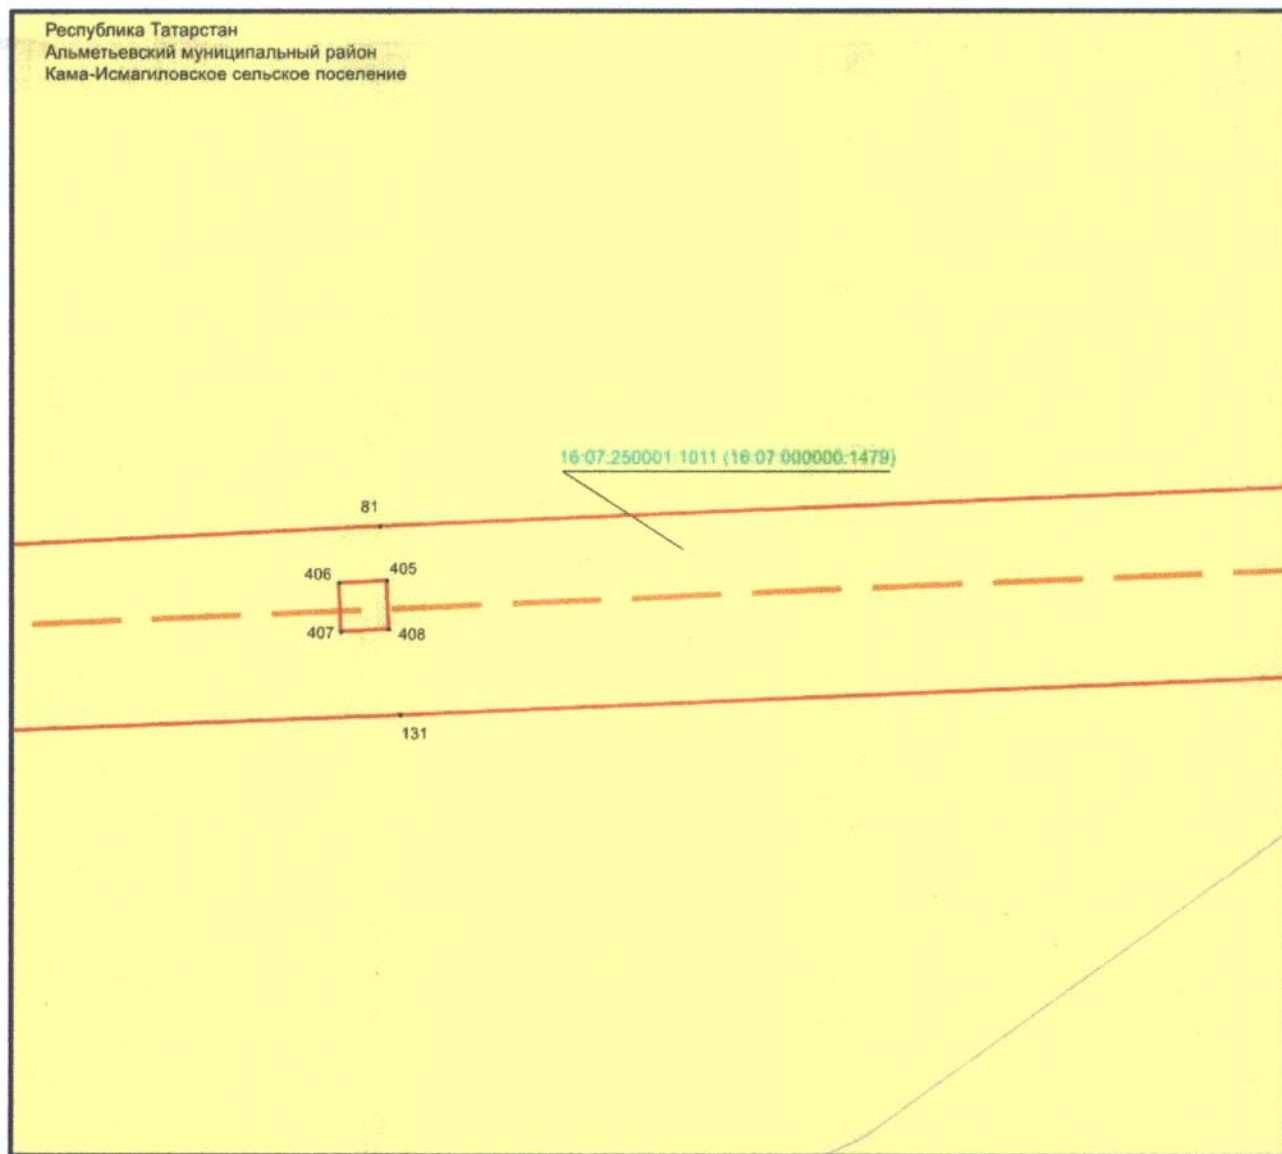 Республика Татарстан
Альметьевский муниципальный район
Кама-Исмагиловское сельское поселение
16:07:250001:1011 (16:07:000000:1479)
81
406
405
407
408
131